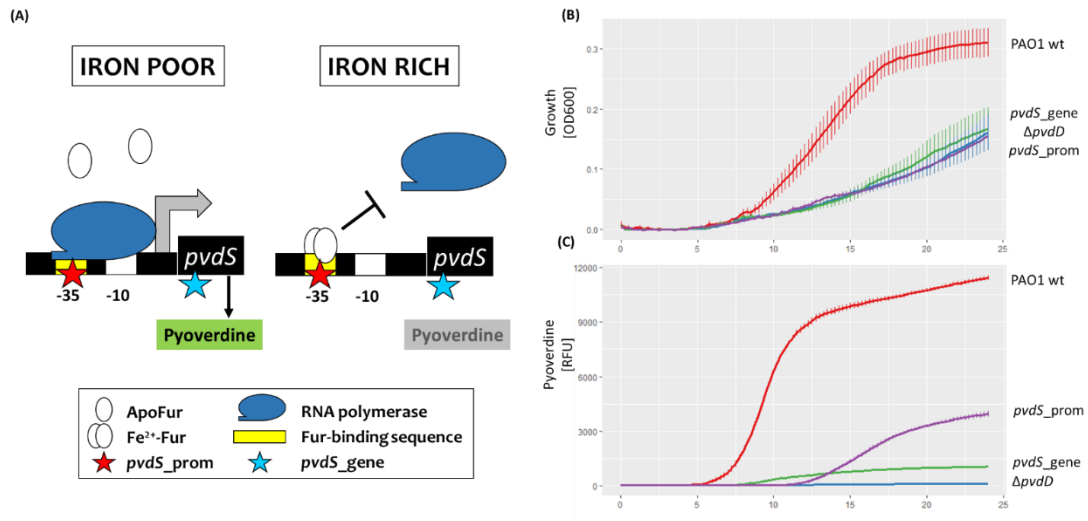 (A)
IRON POOR
IRON RICH
pvdS
pvdS
-35
-10
-35
-10
Pyoverdine
Pyoverdine
ApoFur
RNA polymerase
Fe²⁺-Fur
Fur-binding sequence
pvdS_prom
pvdS_gene
(B)
Growth
[OD600]
0.3
0.2
0.1
0.0
0
5
10
15
20
25
PAO1 wt
pvdS_gene
ΔpvdD
pvdS_prom
(C)
Pyoverdine
[RFU]
12000
9000
6000
3000
0
0
5
10
15
20
25
PAO1 wt
pvdS_prom
pvdS_gene
ΔpvdD